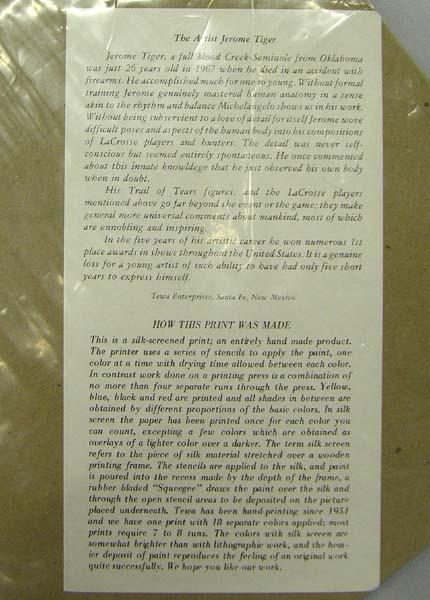 The Artist Jerome Tiger
Jerome Tiger, a full blood Creek-Seminole from Oklahoma
was just 26 years old in 1967 when he died in an accident with
firearms. He accomplished much for one so young. Without formal
training Jerome genuinely mastered human anatomy in a sense
akin to the rhythm and balance Michelangelo shows us in his work.
Without being subservient to a love of detail for itself Jerome wove
difficult poses and aspects of the human body into his compositions
of LaCrosse players and hunters. The detail was never self-
conscious but seemed entirely spontaneous. He once commented
about this innate knowledge that he just observed his own body
when in doubt.
His Trail of Tears figures, and the LaCrosse players
mentioned above go far beyond the event or the game; they make
general more universal comments about mankind, most of which
are ennobling and inspiring.
In the five years of his artistic career he won numerous 1st
place awards in shows throughout the United States. It is a genuine
loss for a young artist of such ability to have had only five short
years to express himself.
Tewa Enterprises, Santa Fe, New Mexico
HOW THIS PRINT WAS MADE
This is a silk-screened print; an entirely hand made product.
The printer uses a series of stencils to apply the paint, one
color at a time with drying time allowed between each color.
In contrast work done on a printing press is a combination of
no more than four separate runs through the press. Yellow,
blue, black and red are printed and all shades in between are
obtained by different proportions of the basic colors. In silk
screen the paper has been printed once for each color you
can count, excepting a few colors which are obtained as
overlays of a lighter color over a darker. The term silk screen
refers to the piece of silk material stretched over a wooden
printing frame. The stencils are applied to the silk, and paint
is poured into the recess made by the depth of the frame, a
rubber bladed "Squeegee" draws the paint over the silk and
through the open stencil areas to be deposited on the picture
placed underneath. Tewa has been hand-printing since 1951
and we have one print with 18 separate colors applied; most
prints require 7 to 8 runs. The colors with silk screen are
somewhat brighter than with lithographic work, and the heav-
ier deposit of paint reproduces the feeling of an original work
quite successfully. We hope you like our work.